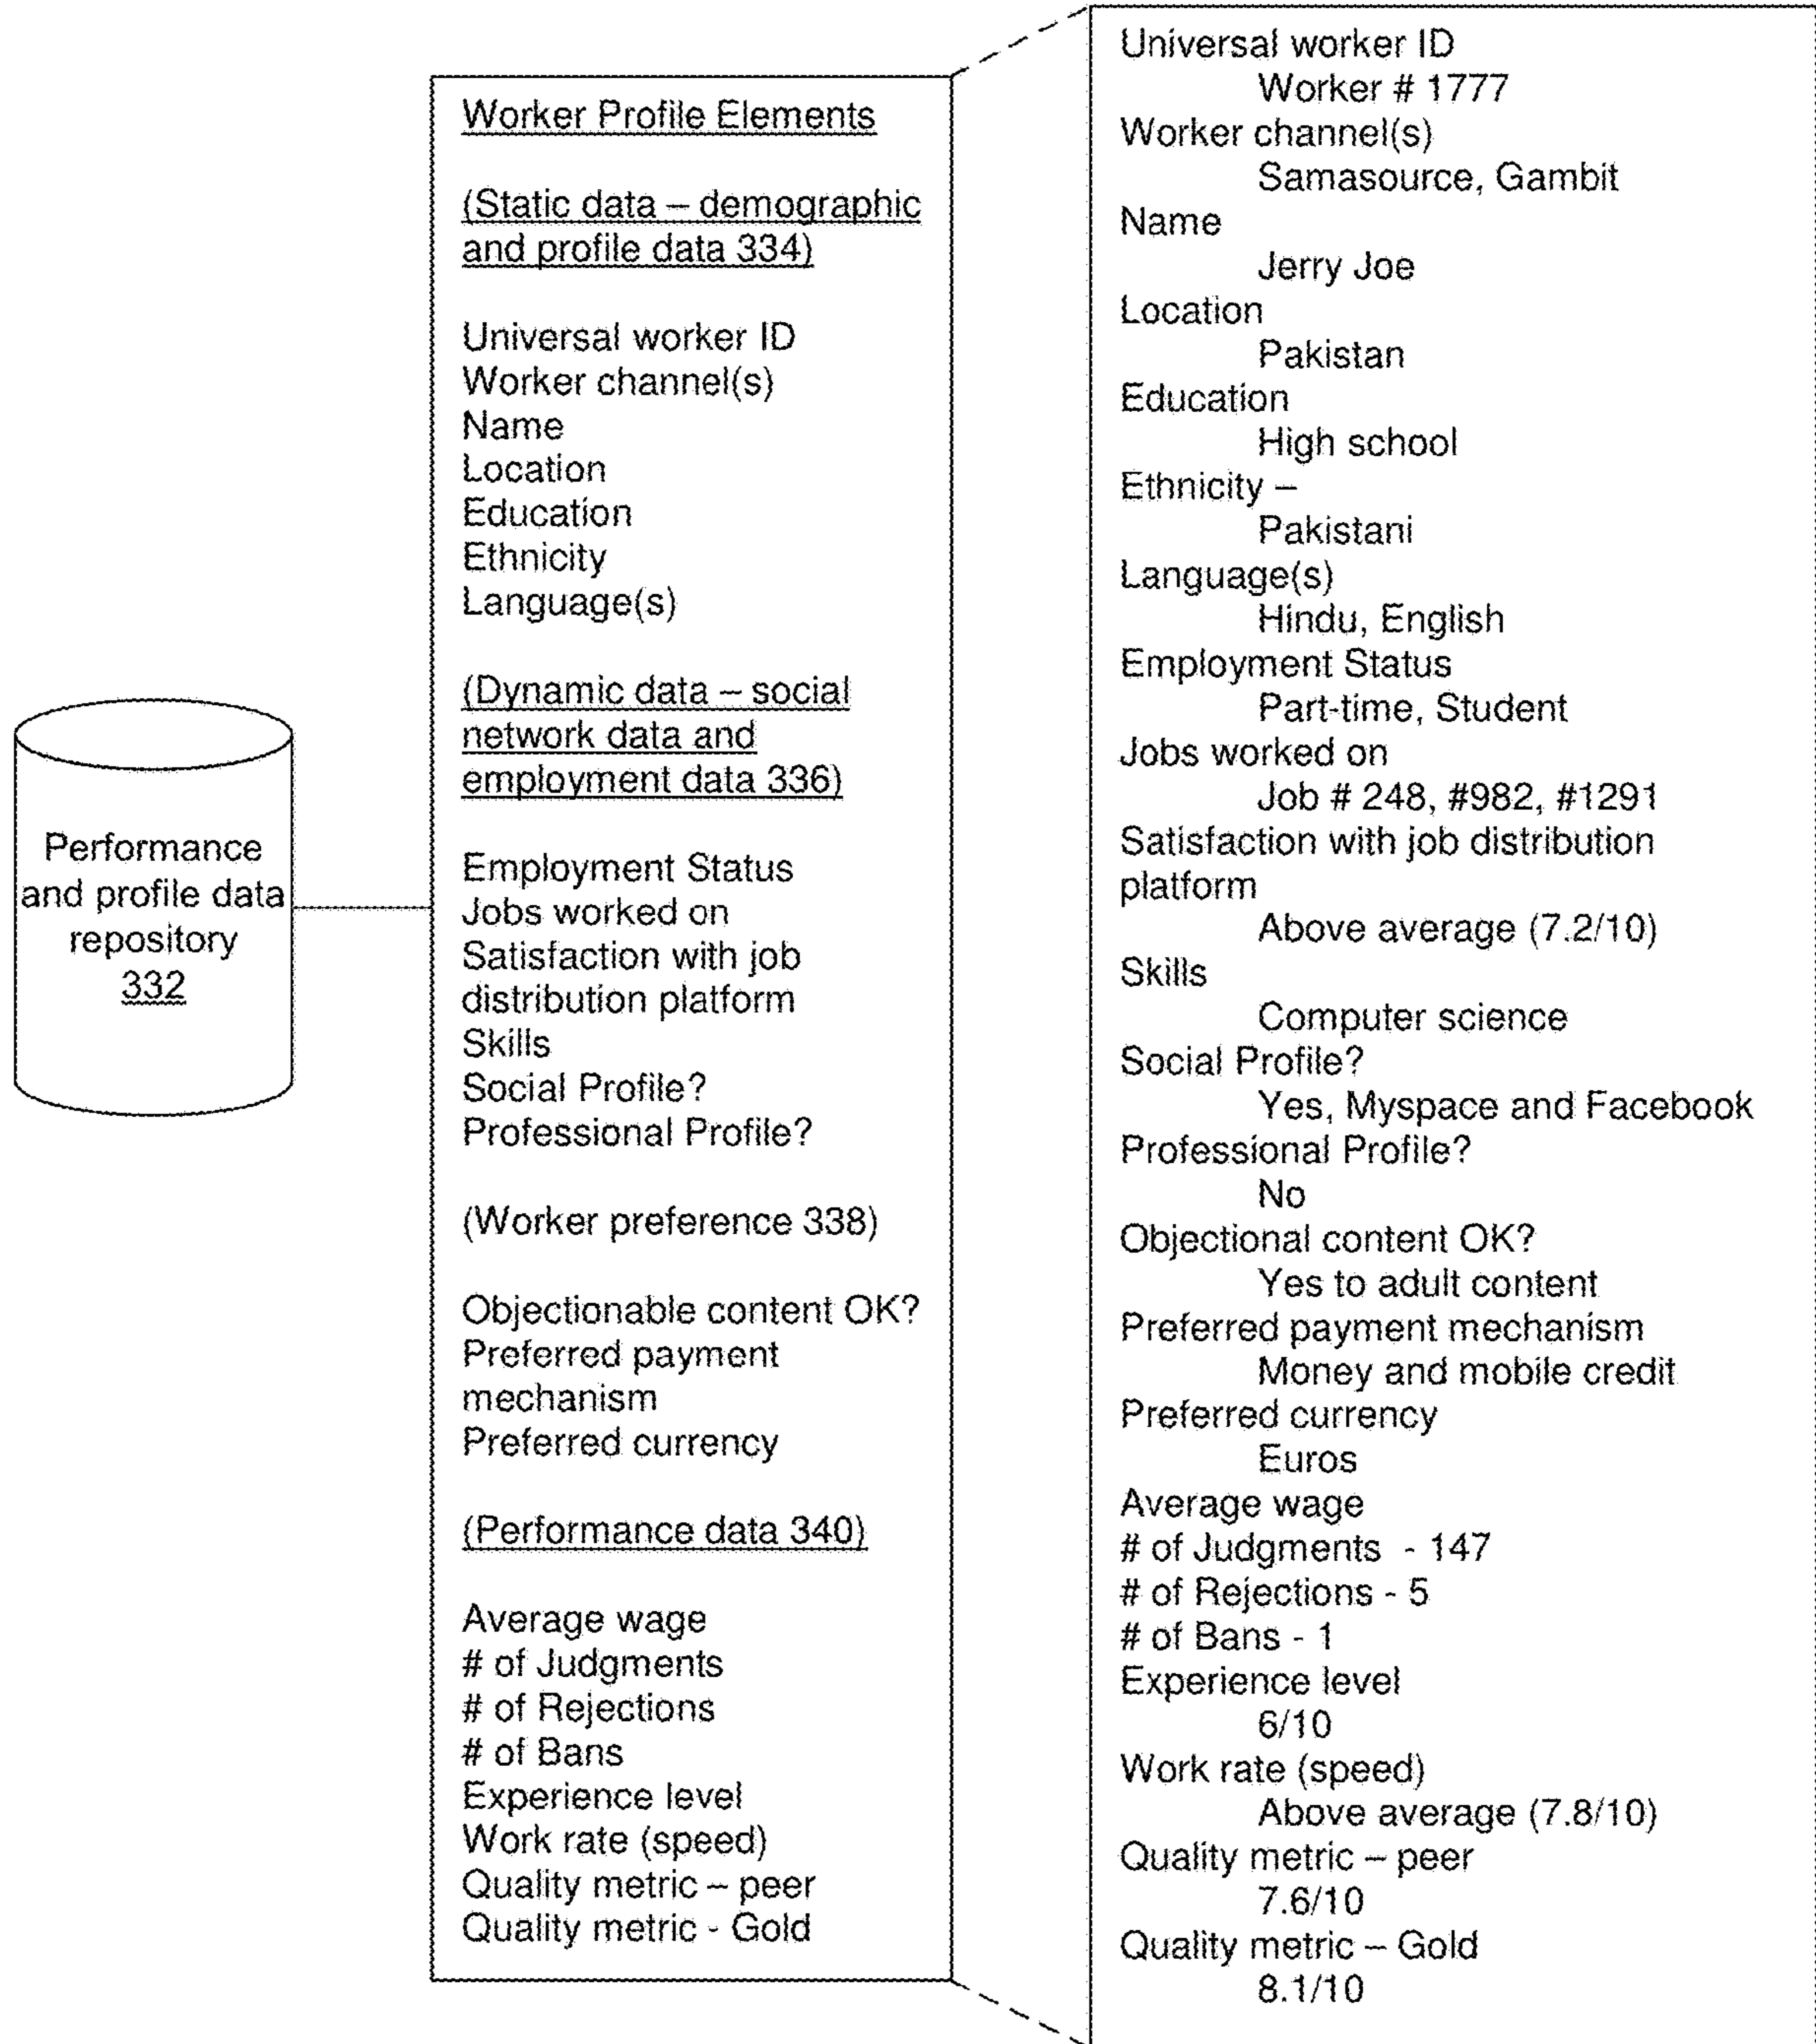 Performance
and profile data
repository
332
Worker Profile Elements
(Static data – demographic
and profile data 334)
Universal worker ID
Worker channel(s)
Name
Location
Education
Ethnicity
Language(s)
(Dynamic data – social
network data and
employment data 336)
Employment Status
Jobs worked on
Satisfaction with job
distribution platform
Skills
Social Profile?
Professional Profile?
(Worker preference 338)
Objectionable content OK?
Preferred payment
mechanism
Preferred currency
(Performance data 340)
Average wage
# of Judgments
# of Rejections
# of Bans
Experience level
Work rate (speed)
Quality metric – peer
Quality metric - Gold
Universal worker ID
Worker # 1777
Worker channel(s)
Samasource, Gambit
Name
Jerry Joe
Location
Pakistan
Education
High school
Ethnicity –
Pakistani
Language(s)
Hindu, English
Employment Status
Part-time, Student
Jobs worked on
Job # 248, #982, #1291
Satisfaction with job distribution
platform
Above average (7.2/10)
Skills
Computer science
Social Profile?
Yes, Myspace and Facebook
Professional Profile?
No
Objectional content OK?
Yes to adult content
Preferred payment mechanism
Money and mobile credit
Preferred currency
Euros
Average wage
# of Judgments - 147
# of Rejections - 5
# of Bans - 1
Experience level
6/10
Work rate (speed)
Above average (7.8/10)
Quality metric – peer
7.6/10
Quality metric – Gold
8.1/10